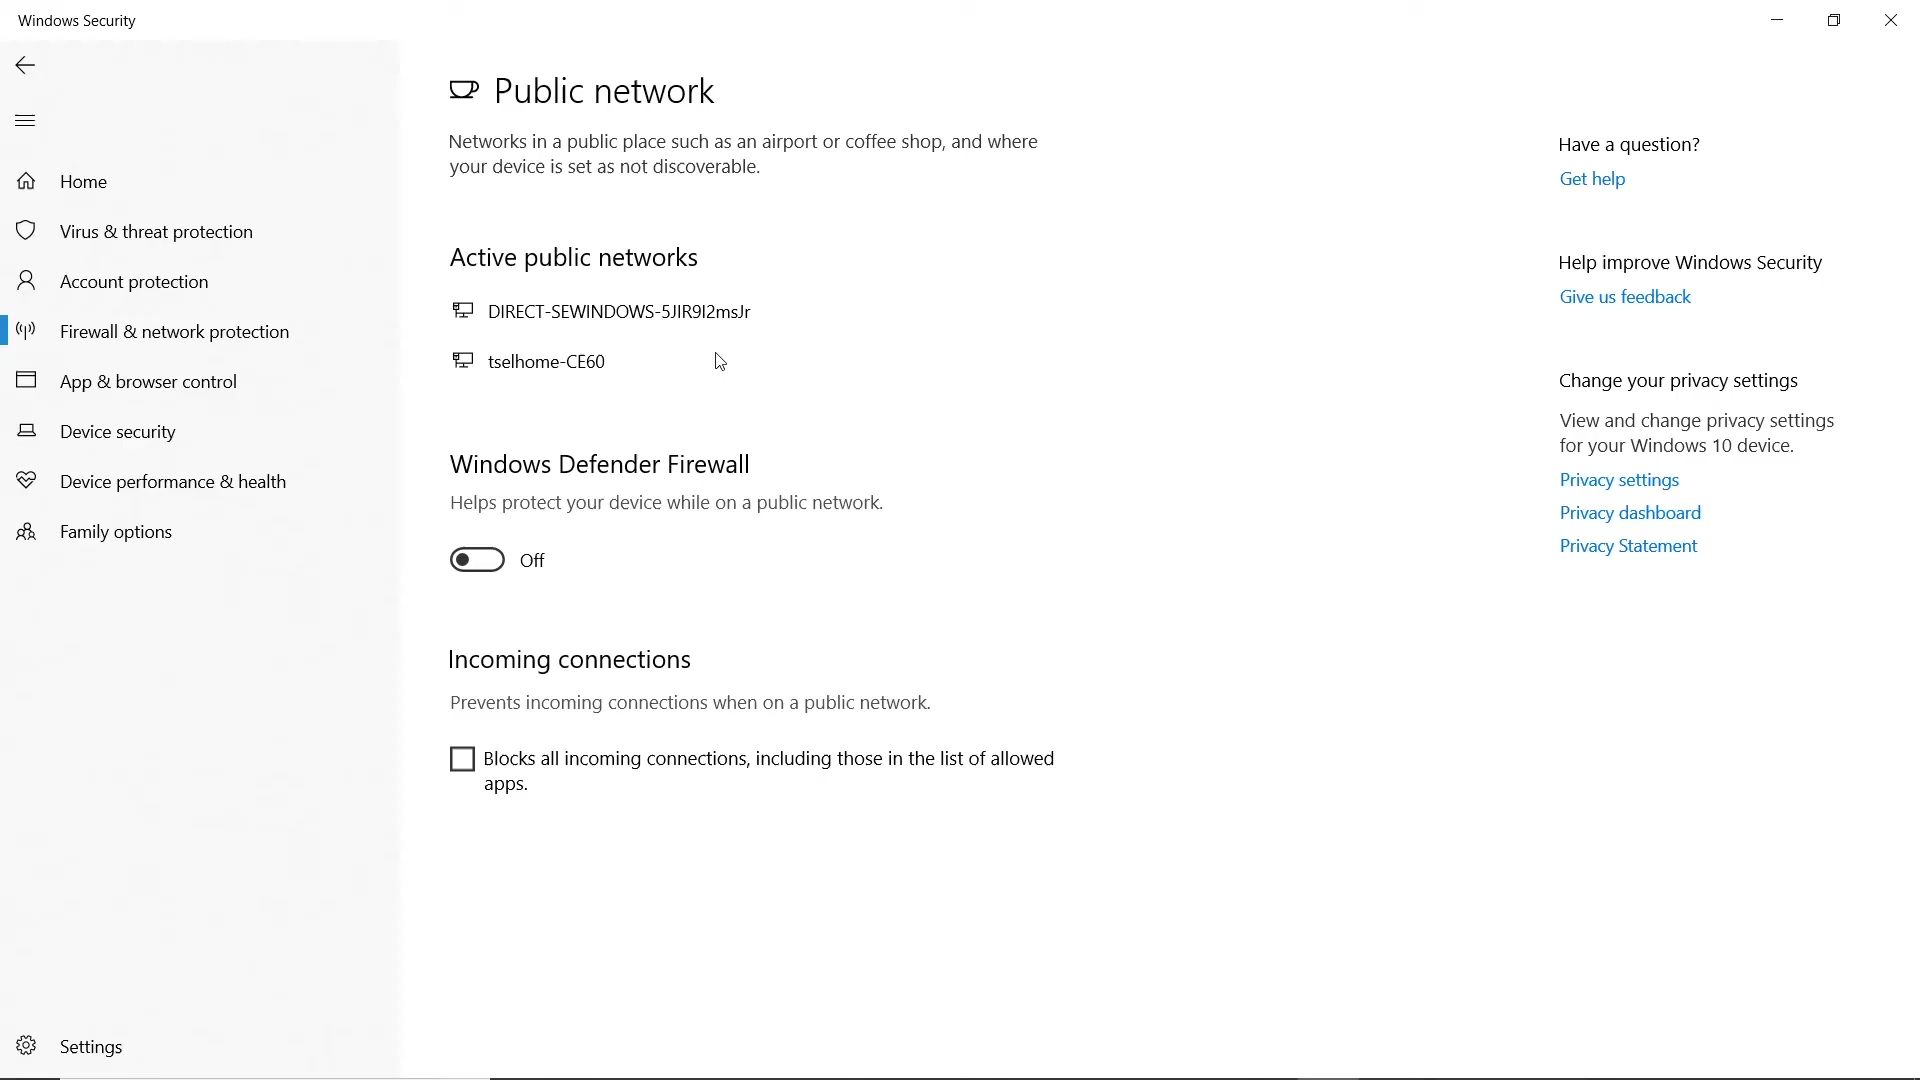 Windows Security
Home
Virus & threat protection
Account protection
Firewall & network protection
App & browser control
Device security
Device performance & health
Family options
Settings
Public network
Networks in a public place such as an airport or coffee shop, and where
your device is set as not discoverable.
Active public networks
DIRECT-SEWINDOWS-5JIR9I2msJr
tselhome-CE60
Windows Defender Firewall
Helps protect your device while on a public network.
Off
Incoming connections
Prevents incoming connections when on a public network.
Blocks all incoming connections, including those in the list of allowed
apps.
Have a question?
Get help
Help improve Windows Security
Give us feedback
Change your privacy settings
View and change privacy settings
for your Windows 10 device.
Privacy settings
Privacy dashboard
Privacy Statement